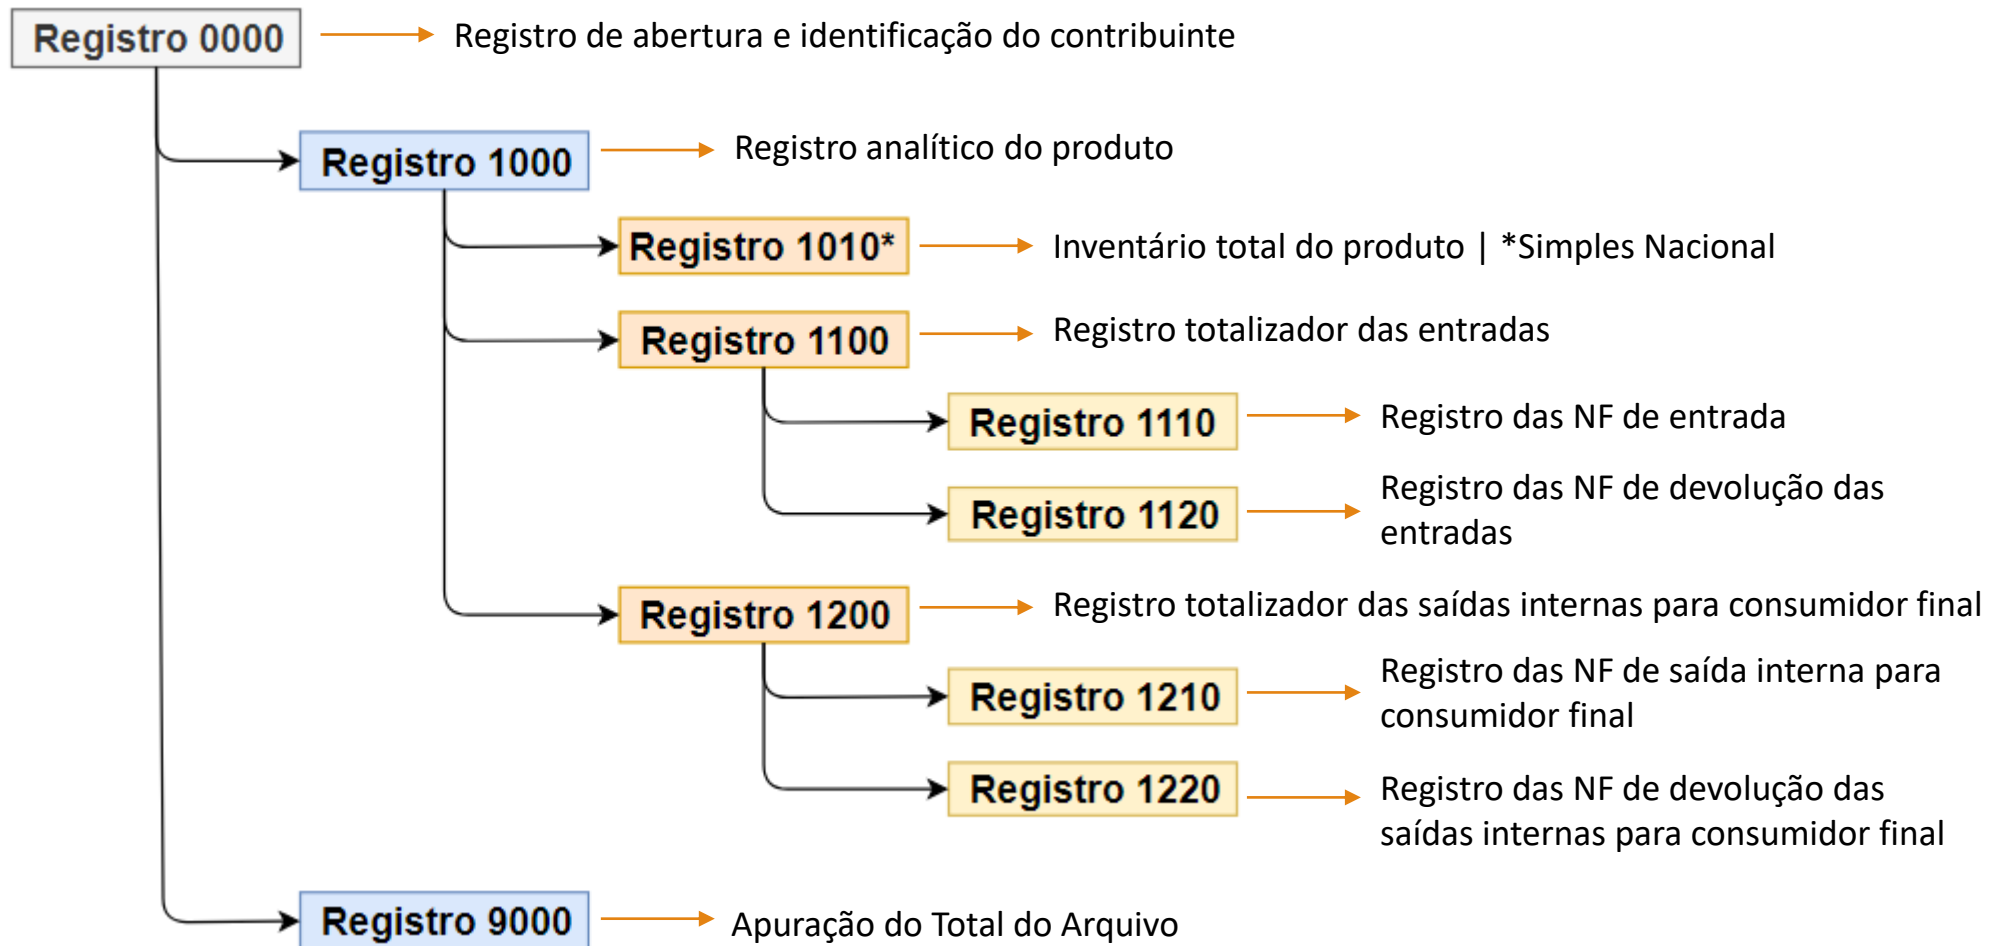 Registro 0000
Registro de abertura e identificação do contribuinte
Registro 1000
Registro analítico do produto
Registro 1010*
Inventário total do produto | *Simples Nacional
Registro 1100
Registro totalizador das entradas
Registro 1110
Registro das NF de entrada
Registro 1120
Registro das NF de devolução das
entradas
Registro 1200
Registro totalizador das saídas internas para consumidor final
Registro 1210
Registro das NF de saída interna para
consumidor final
Registro 1220
Registro das NF de devolução das
saídas internas para consumidor final
Registro 9000
Apuração do Total do Arquivo